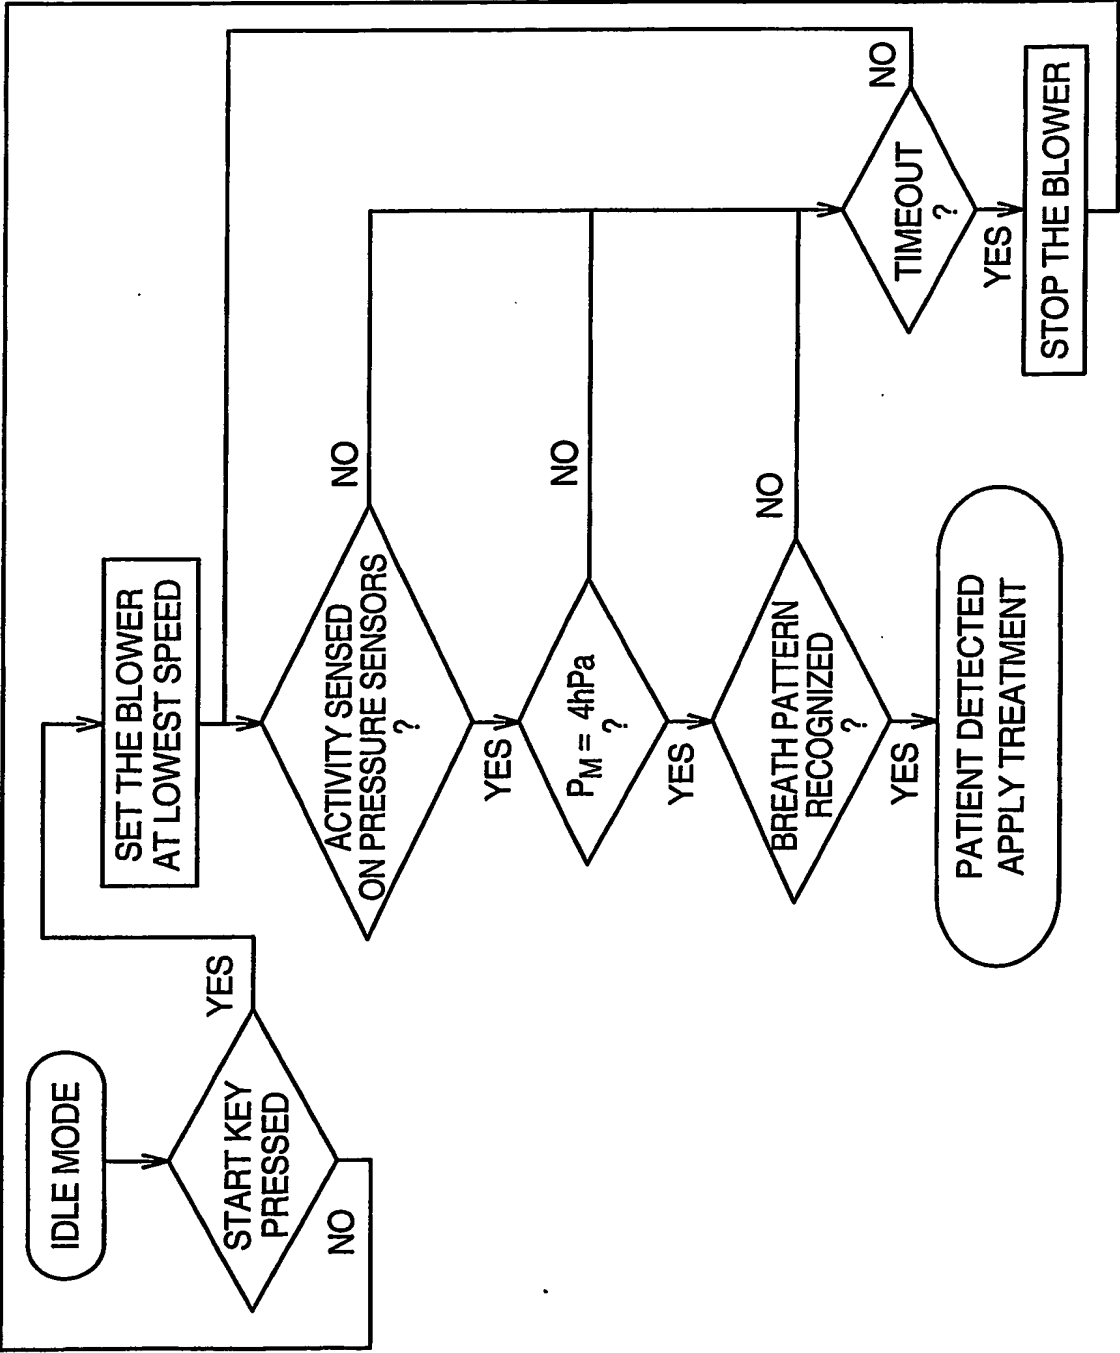 IDLE MODE
START KEY
PRESSED
YES
NO
SET THE BLOWER
AT LOWEST SPEED
ACTIVITY SENSED
ON PRESSURE SENSORS
?
NO
YES
PM = 4hPa
?
NO
YES
BREATH PATTERN
RECOGNIZED
?
NO
YES
PATIENT DETECTED
APPLY TREATMENT
TIMEOUT
?
NO
YES
STOP THE BLOWER